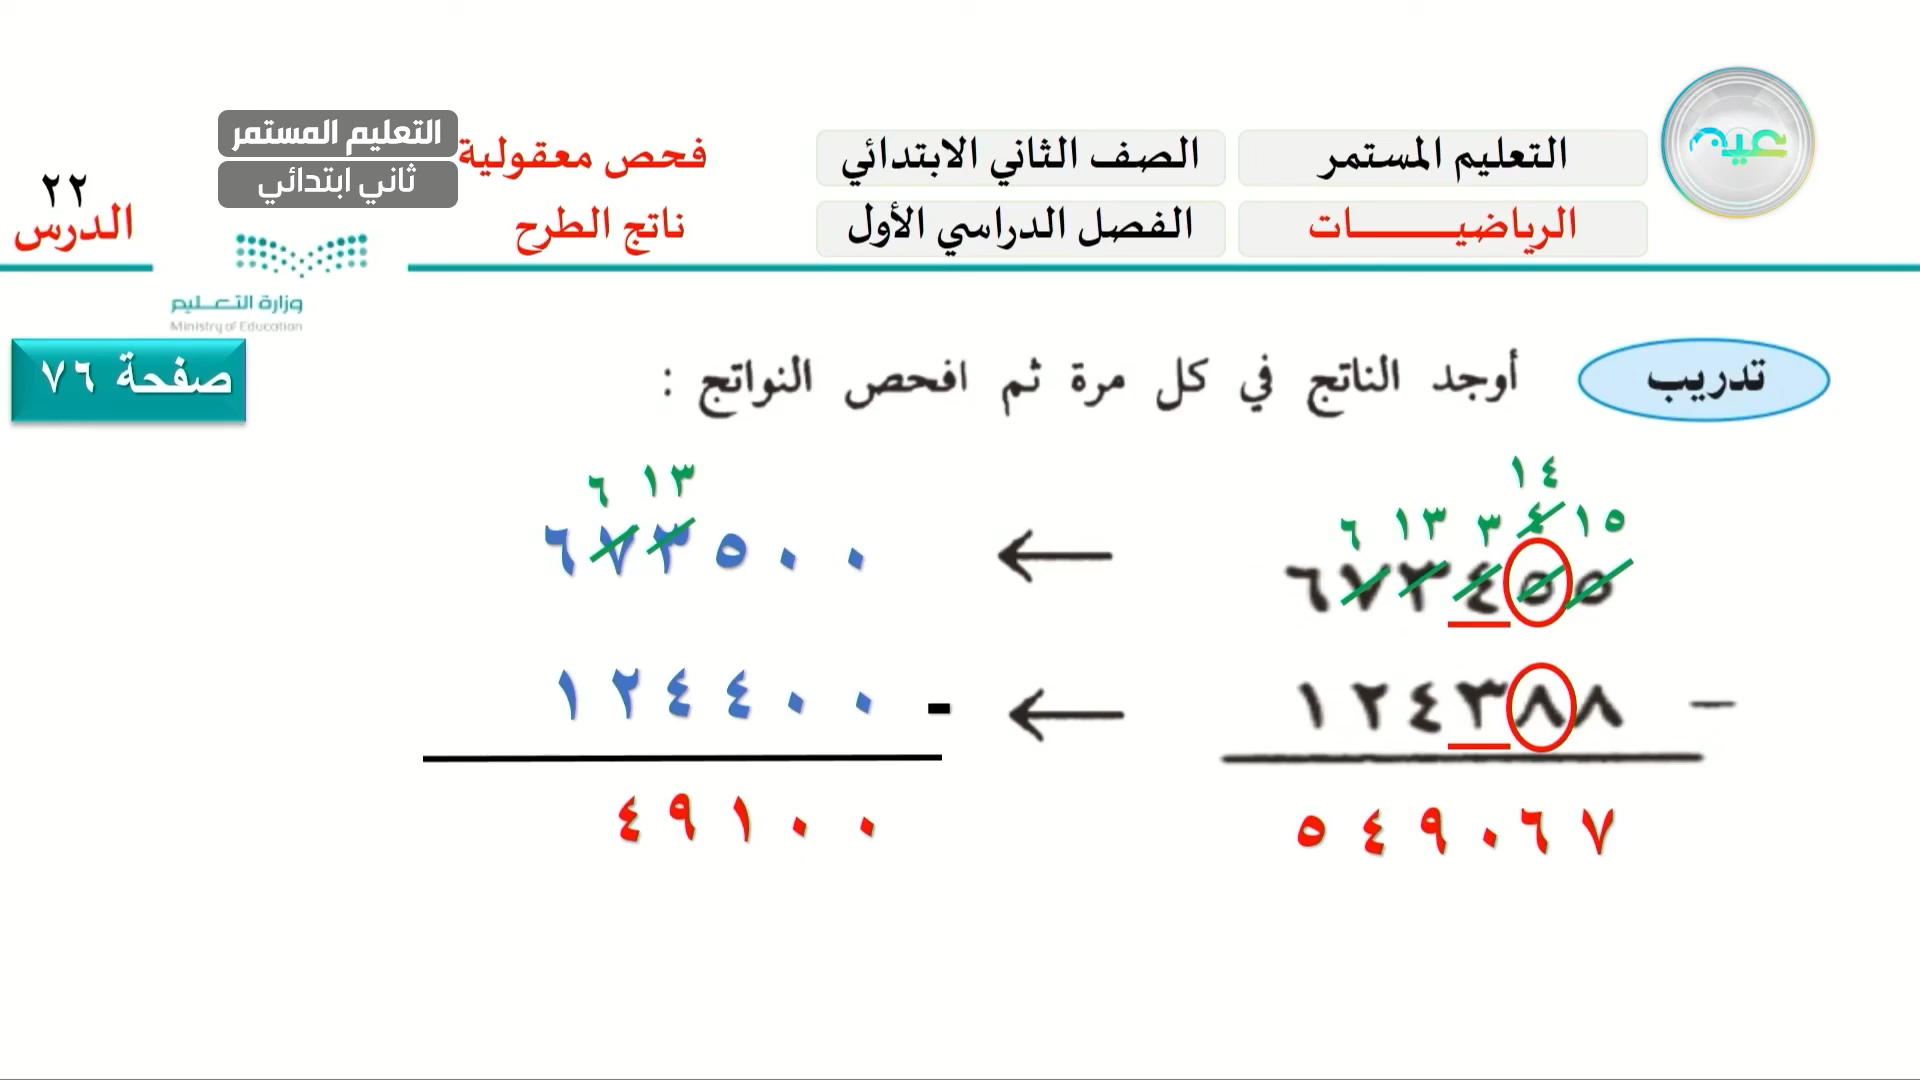 التعليم المستمر
الصف الثاني الابتدائي
فحص معقولية
التعليم المستمر
ثاني ابتدائي
٢٢
الرياضيـــــات
الفصل الدراسي الأول
ناتج الطرح
الدرس
عين
وزارة التعـــليم
Ministry of Education
صفحة ٧٦
تدريب
أوجد الناتج في كل مرة ثم افحص النواتج :
١٤
٦ ١٣ ٣ ٤ ١٥
٦٧٣٤٥٥
١٢٤٣٨٨ −
٥٤٩٠٦٧
٦ ١٣
٦٧٣٥٠٠
١٢٤٤٠٠ -
٤٩١٠٠